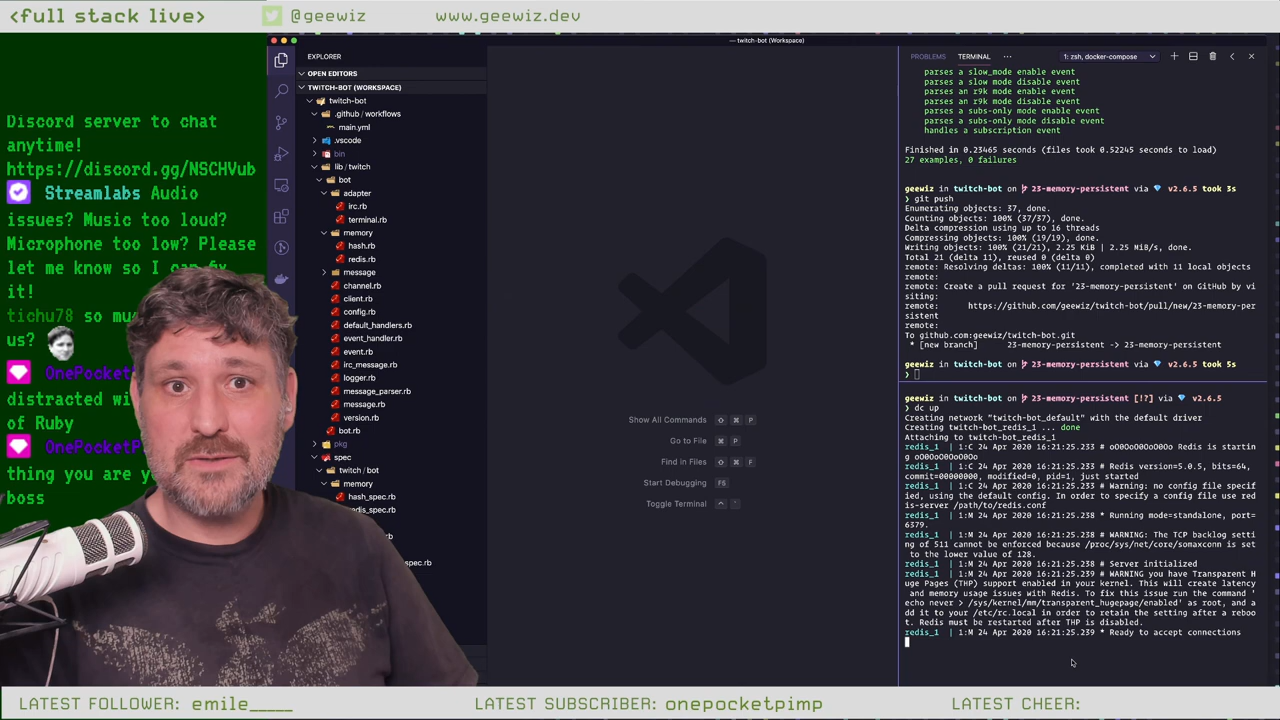 <full stack live>
@geewiz
www.geewiz.dev
Discord server to chat
anytime!
https://discord.gg/NSCHVub
Streamlabs Audio
issues? Music too loud?
Microphone too low? Please
let me know so I can fix
it!
tichu78 so
us?
distracted
of Ruby
thing you are
boss
— twitch-bot (Workspace)
EXPLORER
OPEN EDITORS
TWITCH-BOT (WORKSPACE)
twitch-bot
.github / workflows
main.yml
.vscode
bin
lib / twitch
bot
adapter
irc.rb
terminal.rb
memory
hash.rb
redis.rb
message
channel.rb
client.rb
config.rb
default_handlers.rb
event_handler.rb
event.rb
irc_message.rb
logger.rb
message_parser.rb
message.rb
version.rb
bot.rb
pkg
spec
twitch / bot
memory
hash_spec.rb
Show All Commands ⇧ ⌘ P
Go to File ⌘ P
Find in Files ⇧ ⌘ F
Start Debugging F5
Toggle Terminal ⌃ `
PROBLEMS TERMINAL ··· 1: zsh, docker-compose
parses a slow_mode enable event
parses a slow mode disable event
parses an r9k mode enable event
parses an r9k mode disable event
parses a subs-only mode enable event
parses a subs-only mode disable event
handles a subscription event
Finished in 0.23465 seconds (files took 0.52245 seconds to load)
27 examples, 0 failures
geewiz in twitch-bot on 23-memory-persistent via v2.6.5 took 3s
❯ git push
Enumerating objects: 37, done.
Counting objects: 100% (37/37), done.
Delta compression using up to 16 threads
Compressing objects: 100% (19/19), done.
Writing objects: 100% (21/21), 2.25 KiB | 2.25 MiB/s, done.
Total 21 (delta 11), reused 0 (delta 0)
remote: Resolving deltas: 100% (11/11), completed with 11 local objects
remote:
remote: Create a pull request for '23-memory-persistent' on GitHub by vi
siting:
remote: https://github.com/geewiz/twitch-bot/pull/new/23-memory-per
sistent
remote:
To github.com:geewiz/twitch-bot.git
* [new branch] 23-memory-persistent -> 23-memory-persistent
geewiz in twitch-bot on 23-memory-persistent via v2.6.5 took 5s
❯
geewiz in twitch-bot on 23-memory-persistent [!?] via v2.6.5
❯ dc up
Creating network "twitch-bot_default" with the default driver
Creating twitch-bot_redis_1 ... done
Attaching to twitch-bot_redis_1
redis_1 | 1:C 24 Apr 2020 16:21:25.233 # oO0OoO0OoO0Oo Redis is startin
g oO0OoO0OoO0Oo
redis_1 | 1:C 24 Apr 2020 16:21:25.233 # Redis version=5.0.5, bits=64,
commit=00000000, modified=0, pid=1, just started
redis_1 | 1:C 24 Apr 2020 16:21:25.233 # Warning: no config file specif
ied, using the default config. In order to specify a config file use red
is-server /path/to/redis.conf
redis_1 | 1:M 24 Apr 2020 16:21:25.238 * Running mode=standalone, port=
6379.
redis_1 | 1:M 24 Apr 2020 16:21:25.238 # WARNING: The TCP backlog setti
ng of 511 cannot be enforced because /proc/sys/net/core/somaxconn is set
to the lower value of 128.
redis_1 | 1:M 24 Apr 2020 16:21:25.238 # Server initialized
redis_1 | 1:M 24 Apr 2020 16:21:25.239 # WARNING you have Transparent H
uge Pages (THP) support enabled in your kernel. This will create latency
and memory usage issues with Redis. To fix this issue run the command '
echo never > /sys/kernel/mm/transparent_hugepage/enabled' as root, and a
dd it to your /etc/rc.local in order to retain the setting after a reboo
t. Redis must be restarted after THP is disabled.
redis_1 | 1:M 24 Apr 2020 16:21:25.239 * Ready to accept connections
LATEST FOLLOWER: emile_____
LATEST SUBSCRIBER: onepocketpimp
LATEST CHEER: